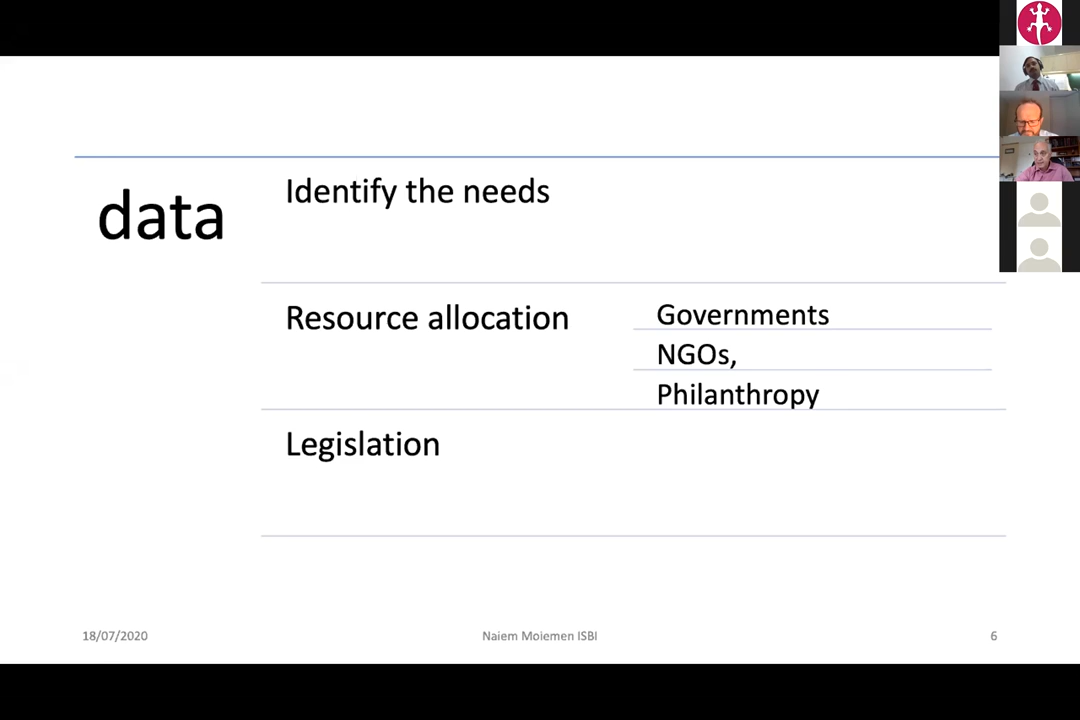 data
Identify the needs
Resource allocation
Governments
NGOs,
Philanthropy
Legislation
18/07/2020
Naiem Moiemen ISBI
6